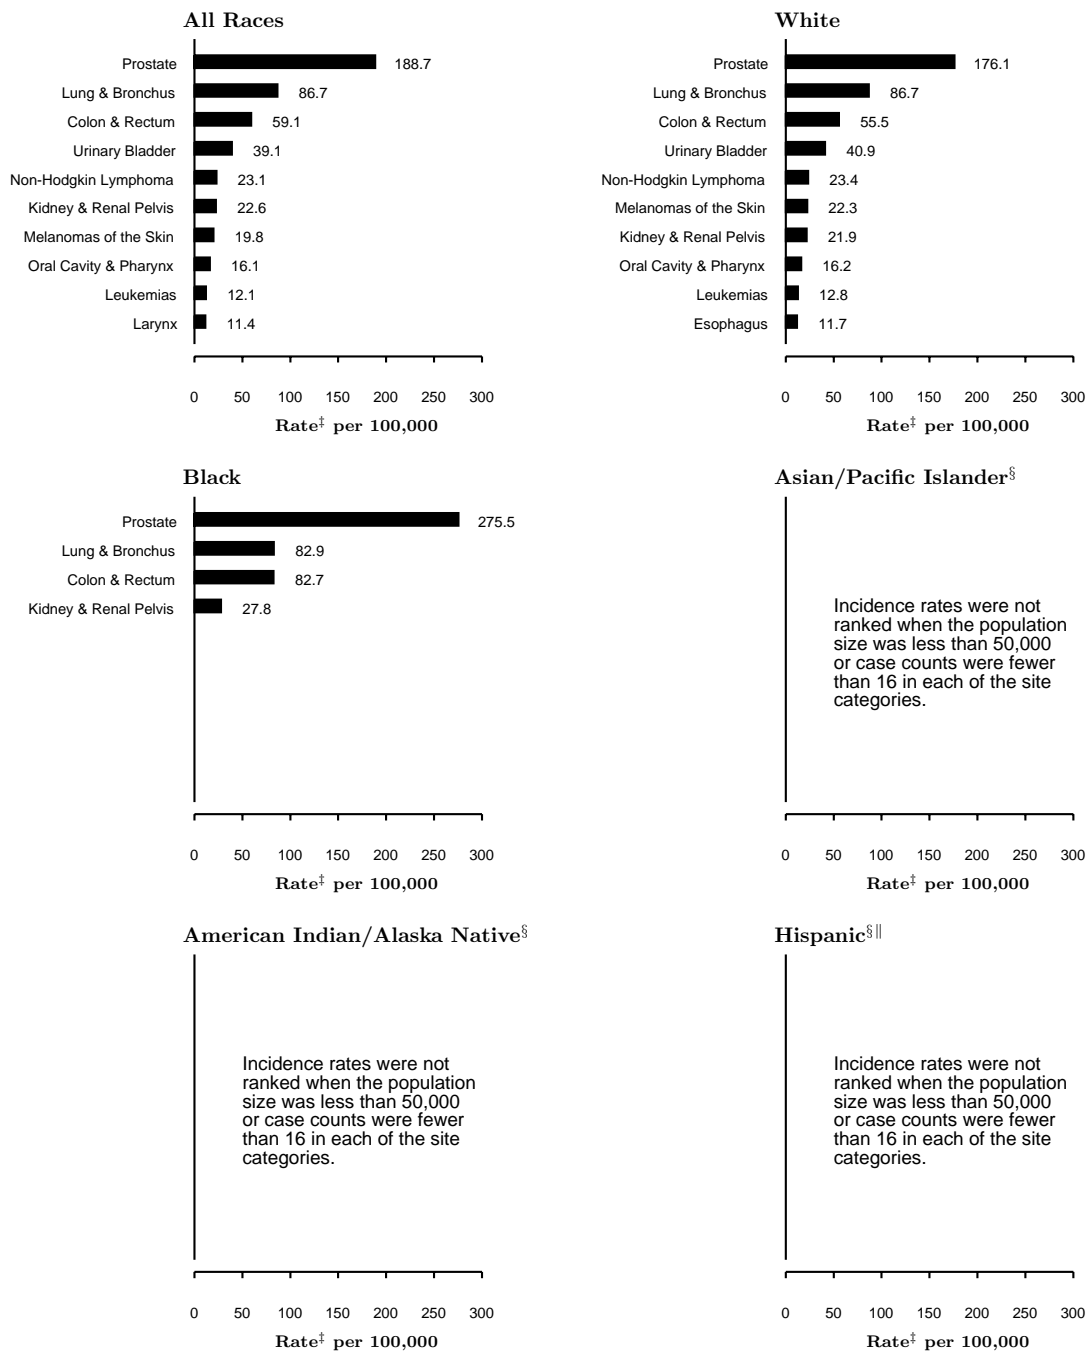 All Races
Prostate 188.7
Lung & Bronchus 86.7
Colon & Rectum 59.1
Urinary Bladder 39.1
Non-Hodgkin Lymphoma 23.1
Kidney & Renal Pelvis 22.6
Melanomas of the Skin 19.8
Oral Cavity & Pharynx 16.1
Leukemias 12.1
Larynx 11.4
0 50 100 150 200 250 300
Rate‡ per 100,000
White
Prostate 176.1
Lung & Bronchus 86.7
Colon & Rectum 55.5
Urinary Bladder 40.9
Non-Hodgkin Lymphoma 23.4
Melanomas of the Skin 22.3
Kidney & Renal Pelvis 21.9
Oral Cavity & Pharynx 16.2
Leukemias 12.8
Esophagus 11.7
0 50 100 150 200 250 300
Rate‡ per 100,000
Black
Prostate 275.5
Lung & Bronchus 82.9
Colon & Rectum 82.7
Kidney & Renal Pelvis 27.8
0 50 100 150 200 250 300
Rate‡ per 100,000
Asian/Pacific Islander§
Incidence rates were not
ranked when the population
size was less than 50,000
or case counts were fewer
than 16 in each of the site
categories.
0 50 100 150 200 250 300
Rate‡ per 100,000
American Indian/Alaska Native§
Incidence rates were not
ranked when the population
size was less than 50,000
or case counts were fewer
than 16 in each of the site
categories.
0 50 100 150 200 250 300
Rate‡ per 100,000
Hispanic§‖
Incidence rates were not
ranked when the population
size was less than 50,000
or case counts were fewer
than 16 in each of the site
categories.
0 50 100 150 200 250 300
Rate‡ per 100,000